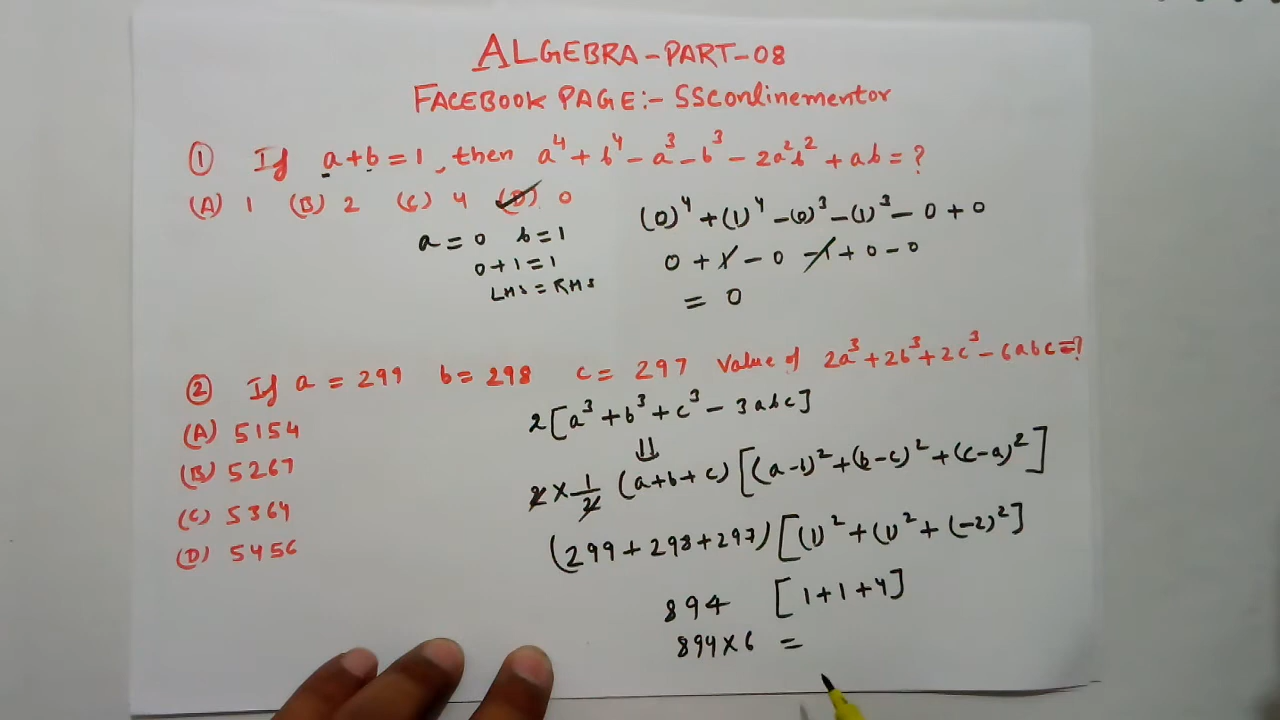 ALGEBRA-PART-08
FACEBOOK PAGE:- SSConlinementor
① If a+b=1, then a⁴+b⁴-a³-b³-2a²b²+ab=?
(A) 1 (B) 2 (C) 4 (D) 0
a=0 b=1
0+1=1
LHS=RHS
(0)⁴+(1)⁴-(0)³-(1)³-0+0
0+1-0-1+0-0
=0
② If a=299 b=298 c=297 Value of 2a³+2b³+2c³-6abc=?
(A) 5154
(B) 5267
(C) 5364
(D) 5456
2[a³+b³+c³-3abc]
⇓
2×1/2 (a+b+c)[(a-b)²+(b-c)²+(c-a)²]
(299+298+297)[(1)²+(1)²+(-2)²]
894 [1+1+4]
894×6 =